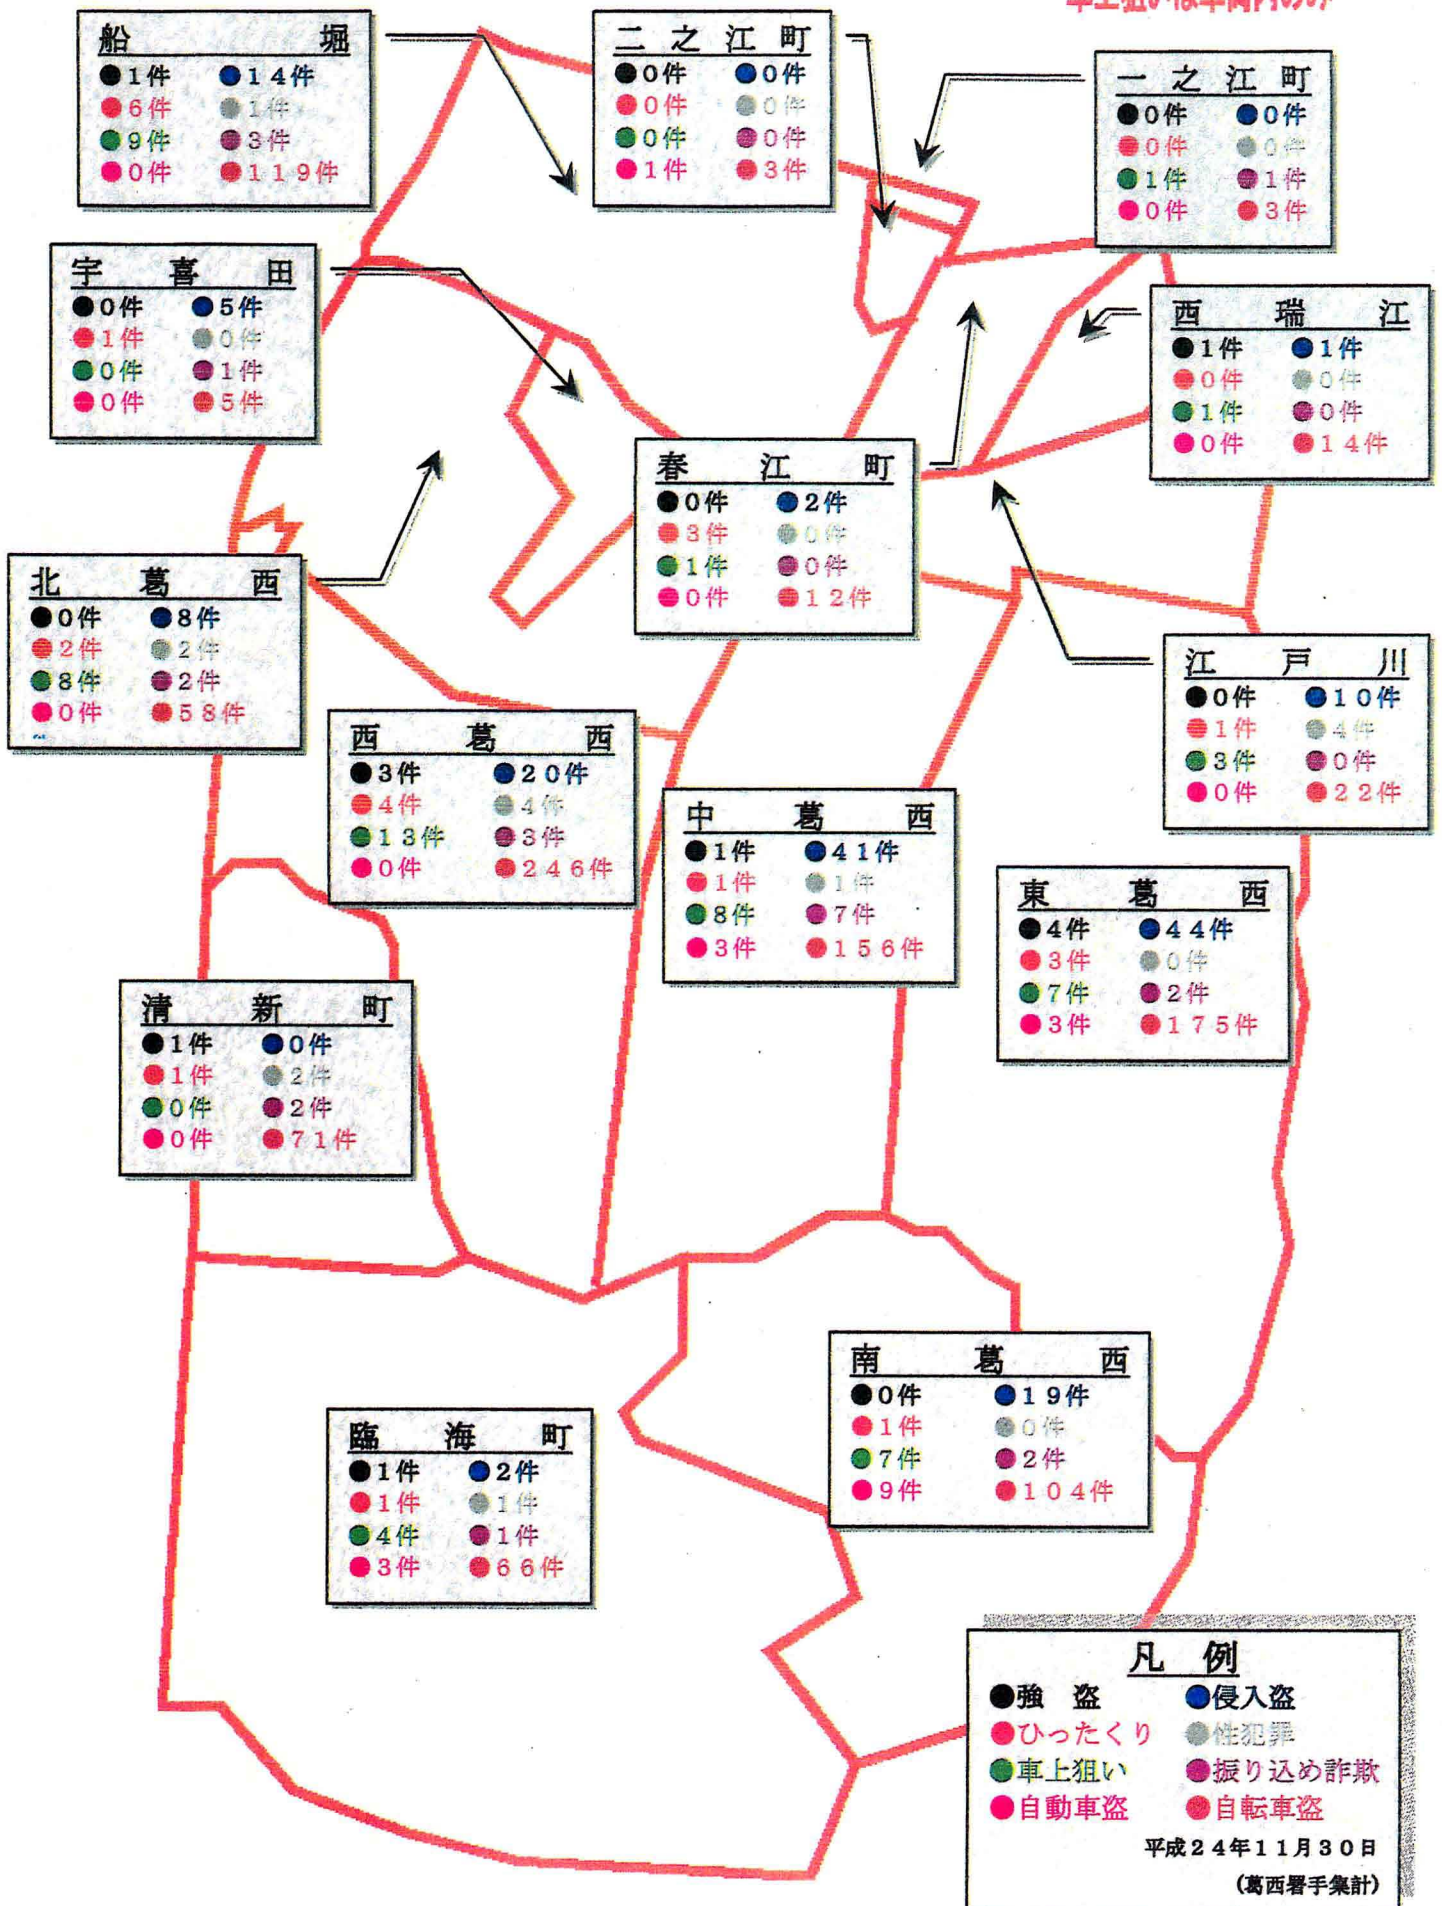 船堀
●1件 ●14件
●6件 ●1件
●9件 ●3件
●0件 ●119件
二之江町
●0件 ●0件
●0件 ●0件
●0件 ●0件
●1件 ●3件
一之江町
●0件 ●0件
●0件 ●0件
●1件 ●1件
●0件 ●3件
宇喜田
●0件 ●5件
●1件 ●0件
●0件 ●1件
●0件 ●5件
西瑞江
●1件 ●1件
●0件 ●0件
●1件 ●0件
●0件 ●14件
春江町
●0件 ●2件
●3件 ●0件
●1件 ●0件
●0件 ●12件
北葛西
●0件 ●8件
●2件 ●2件
●8件 ●2件
●0件 ●58件
江戸川
●0件 ●10件
●1件 ●4件
●3件 ●0件
●0件 ●22件
西葛西
●3件 ●20件
●4件 ●4件
●13件 ●3件
●0件 ●246件
中葛西
●1件 ●41件
●1件 ●1件
●8件 ●7件
●3件 ●156件
東葛西
●4件 ●44件
●3件 ●0件
●7件 ●2件
●3件 ●175件
清新町
●1件 ●0件
●1件 ●2件
●0件 ●2件
●0件 ●71件
南葛西
●0件 ●19件
●1件 ●0件
●7件 ●2件
●9件 ●104件
臨海町
●1件 ●2件
●1件 ●1件
●4件 ●1件
●3件 ●66件
凡例
●強盗 ●侵入盗
●ひったくり ●性犯罪
●車上狙い ●振り込め詐欺
●自動車盗 ●自転車盗
平成24年11月30日
(葛西署手集計)